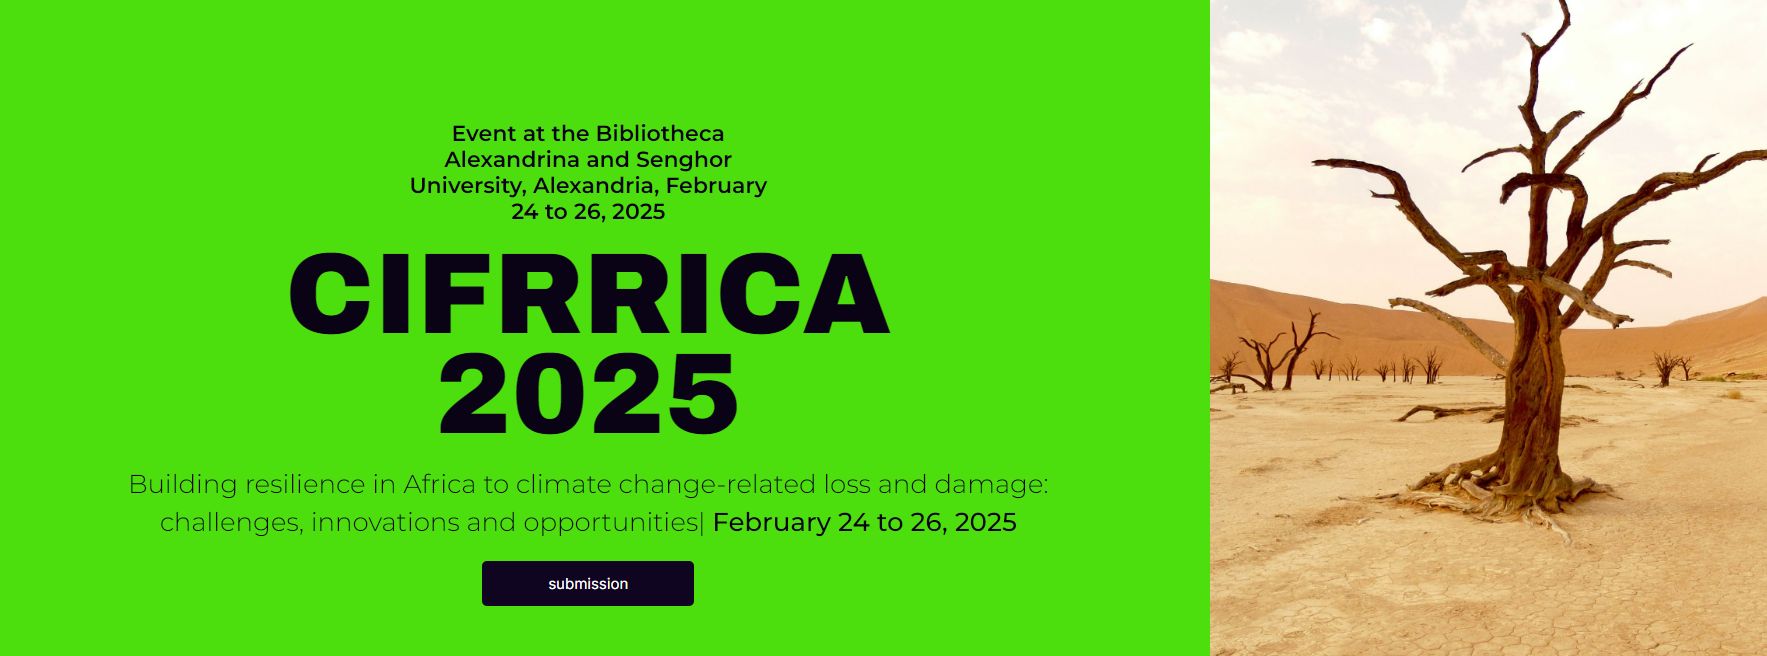 Event at the Bibliotheca
Alexandrina and Senghor
University, Alexandria, February
24 to 26, 2025
CIFRRICA
2025
Building resilience in Africa to climate change-related loss and damage:
challenges, innovations and opportunities| February 24 to 26, 2025
submission